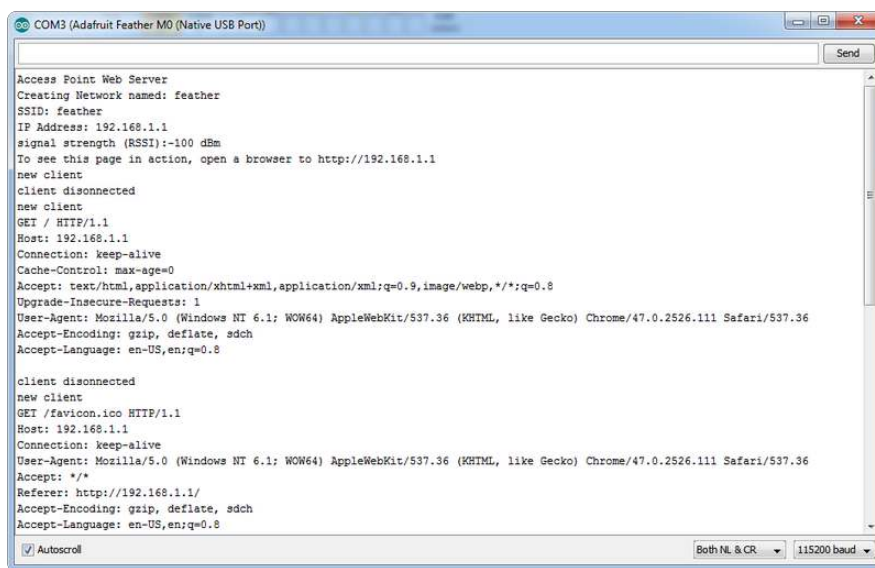 COM3 (Adafruit Feather M0 (Native USB Port))
Send
Access Point Web Server
Creating Network named: feather
SSID: feather
IP Address: 192.168.1.1
signal strength (RSSI):-100 dBm
To see this page in action, open a browser to http://192.168.1.1
new client
client disonnected
new client
GET / HTTP/1.1
Host: 192.168.1.1
Connection: keep-alive
Cache-Control: max-age=0
Accept: text/html,application/xhtml+xml,application/xml;q=0.9,image/webp,*/*;q=0.8
Upgrade-Insecure-Requests: 1
User-Agent: Mozilla/5.0 (Windows NT 6.1; WOW64) AppleWebKit/537.36 (KHTML, like Gecko) Chrome/47.0.2526.111 Safari/537.36
Accept-Encoding: gzip, deflate, sdch
Accept-Language: en-US,en;q=0.8
client disonnected
new client
GET /favicon.ico HTTP/1.1
Host: 192.168.1.1
Connection: keep-alive
User-Agent: Mozilla/5.0 (Windows NT 6.1; WOW64) AppleWebKit/537.36 (KHTML, like Gecko) Chrome/47.0.2526.111 Safari/537.36
Accept: */*
Referer: http://192.168.1.1/
Accept-Encoding: gzip, deflate, sdch
Accept-Language: en-US,en;q=0.8
Autoscroll Both NL & CR 115200 baud